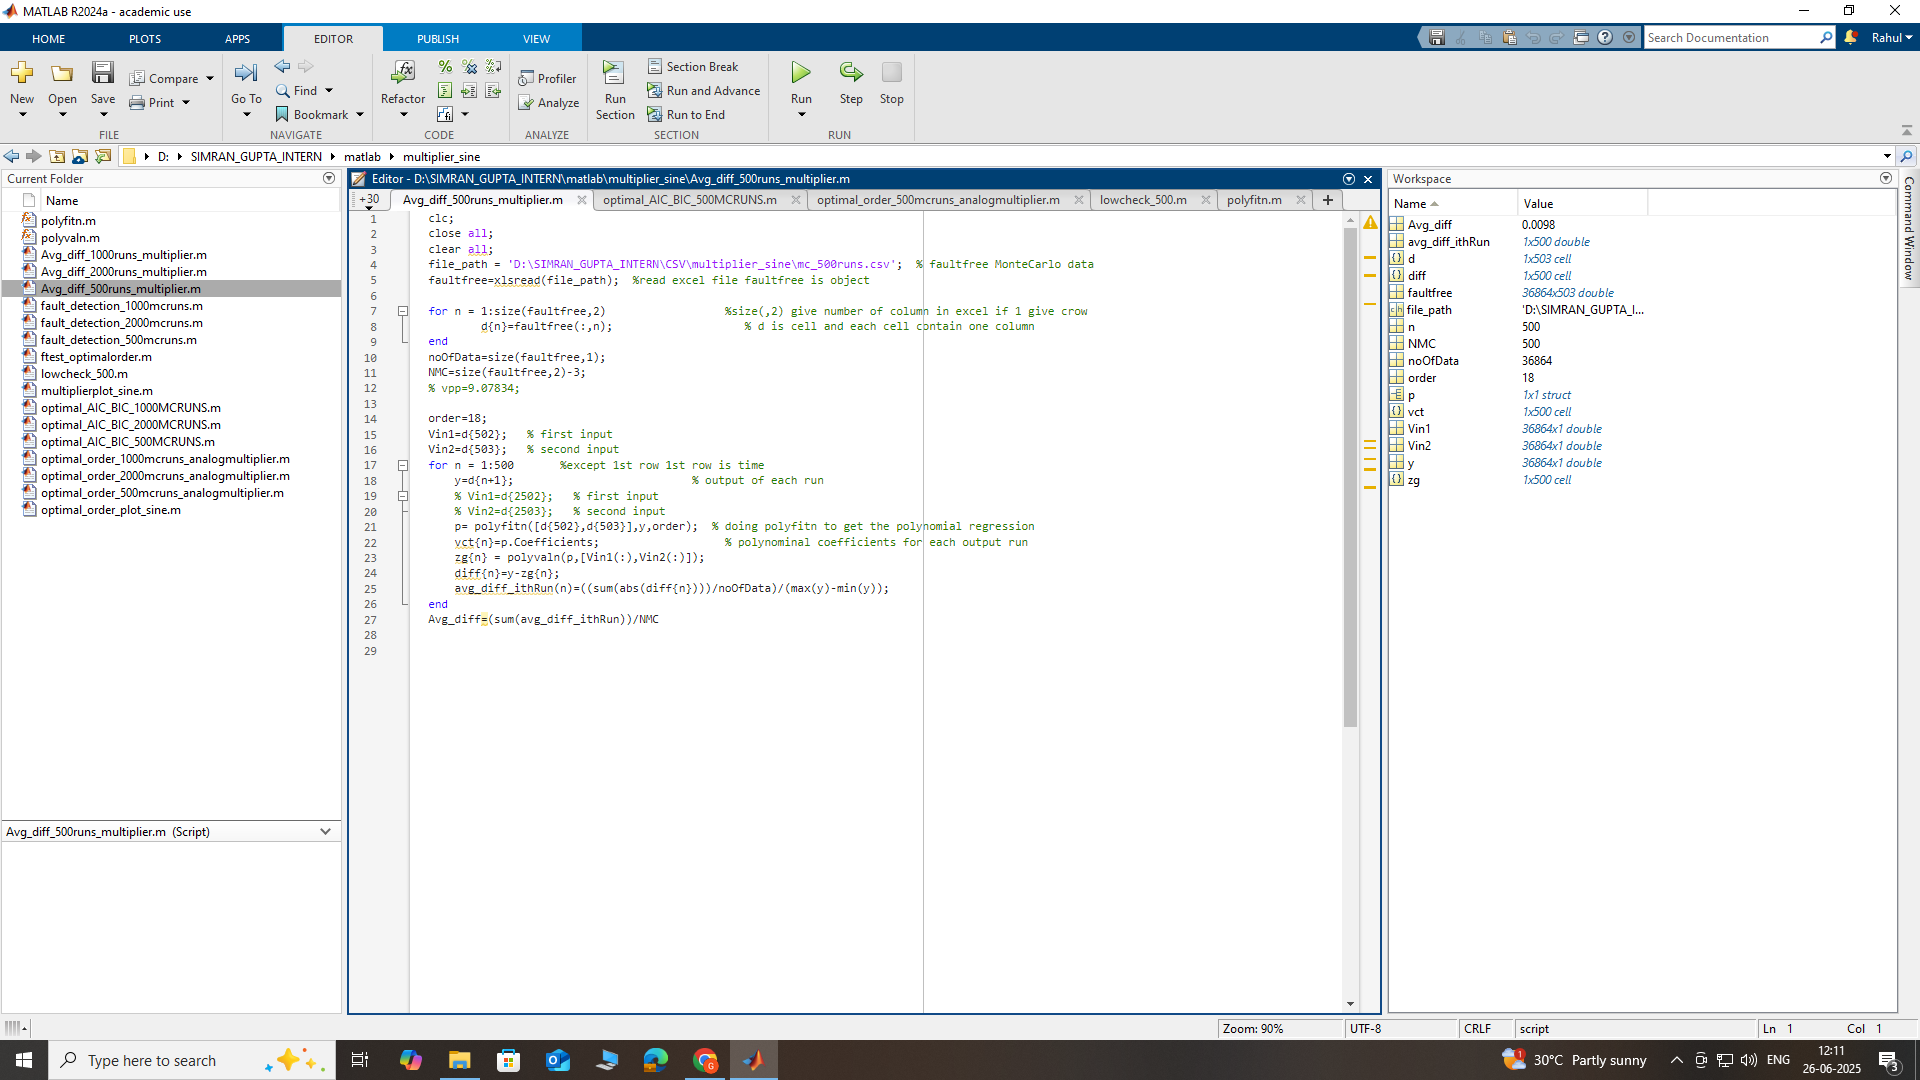 MATLAB R2024a - academic use
HOME PLOTS APPS EDITOR PUBLISH VIEW
Search Documentation
Rahul
New Open Save Compare Print
Go To Find Bookmark
Refactor
Profiler Analyze
Run Section
Section Break
Run and Advance
Run to End
Run Step Stop
FILE NAVIGATE CODE ANALYZE SECTION RUN
D: SIMRAN_GUPTA_INTERN matlab multiplier_sine
Current Folder
Name
polyfitn.m
polyvaln.m
Avg_diff_1000runs_multiplier.m
Avg_diff_2000runs_multiplier.m
Avg_diff_500runs_multiplier.m
fault_detection_1000mcruns.m
fault_detection_2000mcruns.m
fault_detection_500mcruns.m
ftest_optimalorder.m
lowcheck_500.m
multiplierplot_sine.m
optimal_AIC_BIC_1000MCRUNS.m
optimal_AIC_BIC_2000MCRUNS.m
optimal_AIC_BIC_500MCRUNS.m
optimal_order_1000mcruns_analogmultiplier.m
optimal_order_2000mcruns_analogmultiplier.m
optimal_order_500mcruns_analogmultiplier.m
optimal_order_plot_sine.m
Avg_diff_500runs_multiplier.m (Script)
Editor - D:\SIMRAN_GUPTA_INTERN\matlab\multiplier_sine\Avg_diff_500runs_multiplier.m
+30 Avg_diff_500runs_multiplier.m optimal_AIC_BIC_500MCRUNS.m optimal_order_500mcruns_analogmultiplier.m lowcheck_500.m polyfitn.m
1 clc;
2 close all;
3 clear all;
4 file_path = 'D:\SIMRAN_GUPTA_INTERN\CSV\multiplier_sine\mc_500runs.csv'; % faultfree MonteCarlo data
5 faultfree=xlsread(file_path); %read excel file faultfree is object
6
7 for n = 1:size(faultfree,2) %size(,2) give number of column in excel if 1 give crow
8 d{n}=faultfree(:,n); % d is cell and each cell contain one column
9 end
10 noOfData=size(faultfree,1);
11 NMC=size(faultfree,2)-3;
12 % vpp=9.07834;
13
14 order=18;
15 Vin1=d{502}; % first input
16 Vin2=d{503}; % second input
17 for n = 1:500 %except 1st row 1st row is time
18 y=d{n+1}; % output of each run
19 % Vin1=d{2502}; % first input
20 % Vin2=d{2503}; % second input
21 p= polyfitn([d{502},d{503}],y,order); % doing polyfitn to get the polynomial regression
22 vct{n}=p.Coefficients; % polynominal coefficients for each output run
23 zg{n} = polyvaln(p,[Vin1(:),Vin2(:)]);
24 diff{n}=y-zg{n};
25 avg_diff_ithRun(n)=((sum(abs(diff{n})))/noOfData)/(max(y)-min(y));
26 end
27 Avg_diff=(sum(avg_diff_ithRun))/NMC
28
29
Workspace
Name Value
Avg_diff 0.0098
avg_diff_ithRun 1x500 double
d 1x503 cell
diff 1x500 cell
faultfree 36864x503 double
file_path 'D:\SIMRAN_GUPTA_I...
n 500
NMC 500
noOfData 36864
order 18
p 1x1 struct
vct 1x500 cell
Vin1 36864x1 double
Vin2 36864x1 double
y 36864x1 double
zg 1x500 cell
Command Window
Zoom: 90% UTF-8 CRLF script Ln 1 Col 1
Type here to search
1
30°C Partly sunny
ENG
12:11
26-06-2025
3